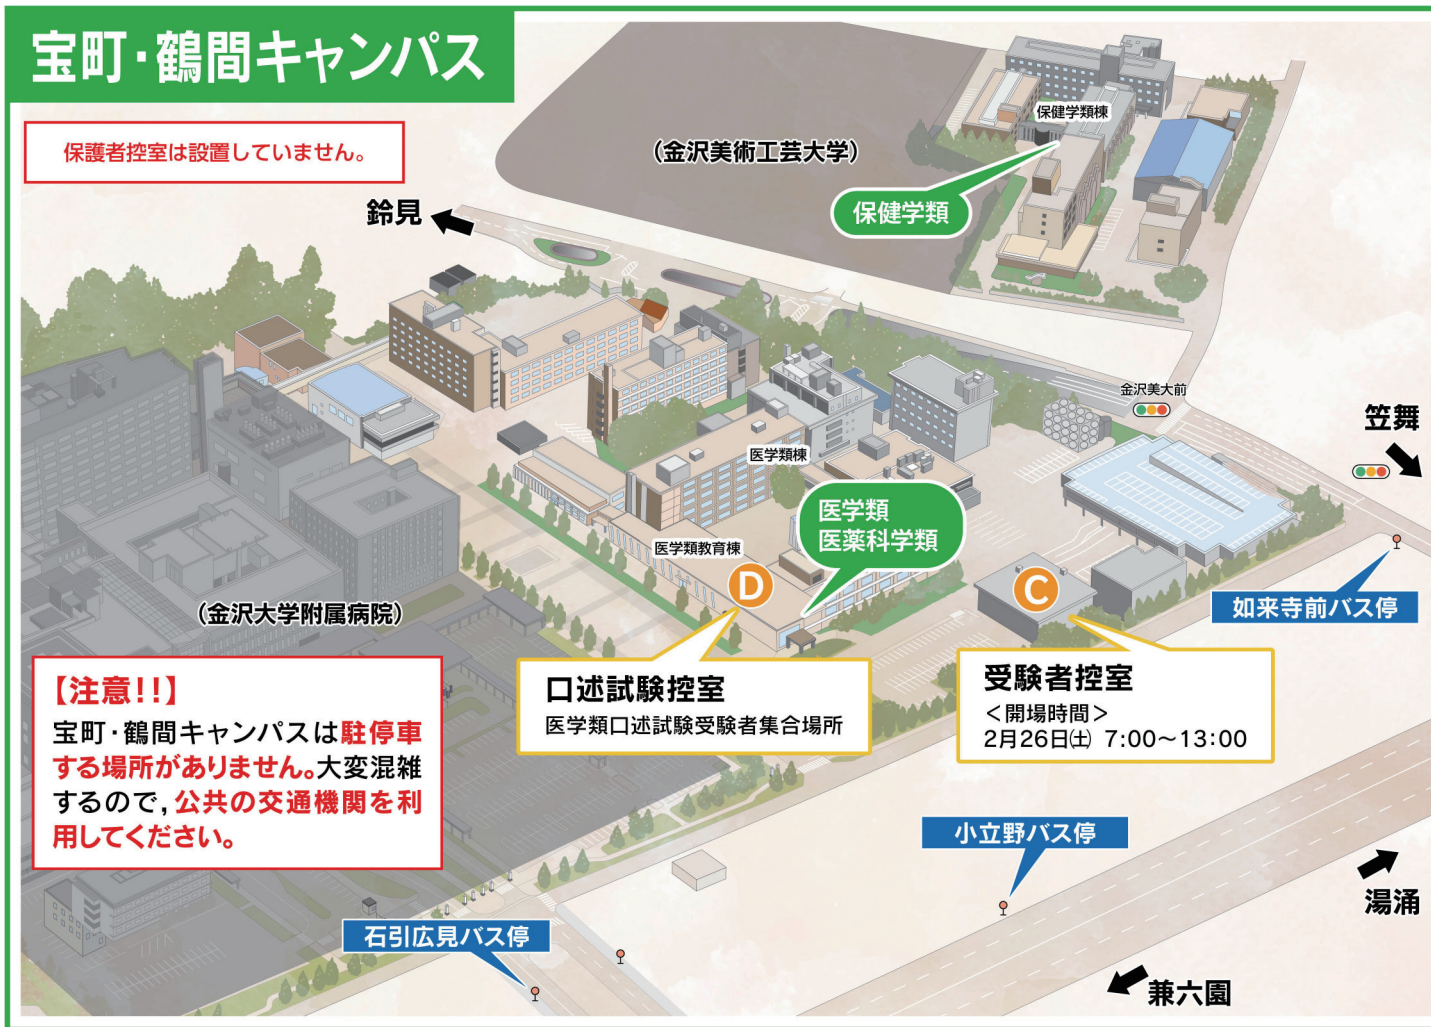 宝町・鶴間キャンパス
保護者控室は設置していません。
(金沢美術工芸大学)
保健学類棟
保健学類
鈴見
金沢美大前
笠舞
医学類棟
医学類
医薬科学類
医学類教育棟
D
C
(金沢大学附属病院)
如来寺前バス停
【注意!!】
宝町・鶴間キャンパスは駐停車
する場所がありません。大変混雑
するので,公共の交通機関を利
用してください。
口述試験控室
医学類口述試験受験者集合場所
受験者控室
<開場時間>
2月26日㈯ 7:00~13:00
小立野バス停
湯涌
石引広見バス停
兼六園